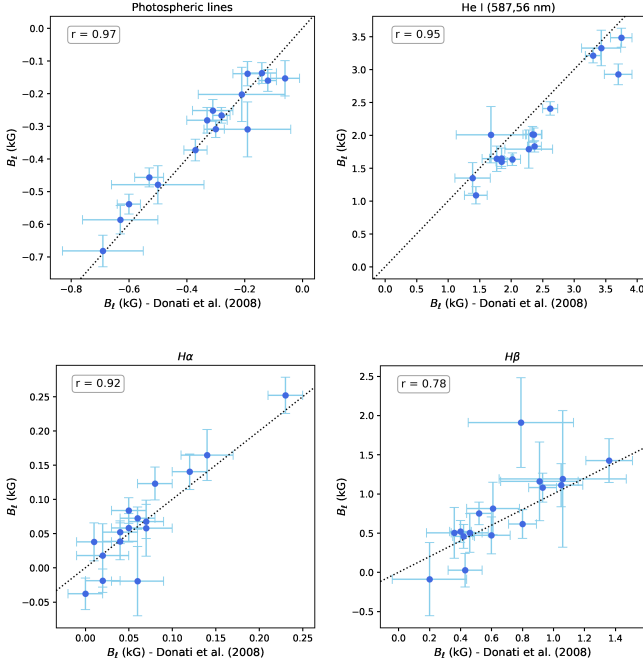 Photospheric lines
r = 0.97
0.0
−0.1
−0.2
−0.3
−0.4
−0.5
−0.6
−0.7
Bℓ (kG)
−0.8 −0.6 −0.4 −0.2 0.0
Bℓ (kG) - Donati et al. (2008)
He I (587,56 nm)
r = 0.95
3.5
3.0
2.5
2.0
1.5
1.0
0.5
0.0
Bℓ (kG)
0.0 0.5 1.0 1.5 2.0 2.5 3.0 3.5 4.0
Bℓ (kG) - Donati et al. (2008)
Hα
r = 0.92
0.25
0.20
0.15
0.10
0.05
0.00
−0.05
Bℓ (kG)
0.00 0.05 0.10 0.15 0.20 0.25
Bℓ (kG) - Donati et al. (2008)
Hβ
r = 0.78
2.5
2.0
1.5
1.0
0.5
0.0
−0.5
Bℓ (kG)
0.0 0.2 0.4 0.6 0.8 1.0 1.2 1.4
Bℓ (kG) - Donati et al. (2008)